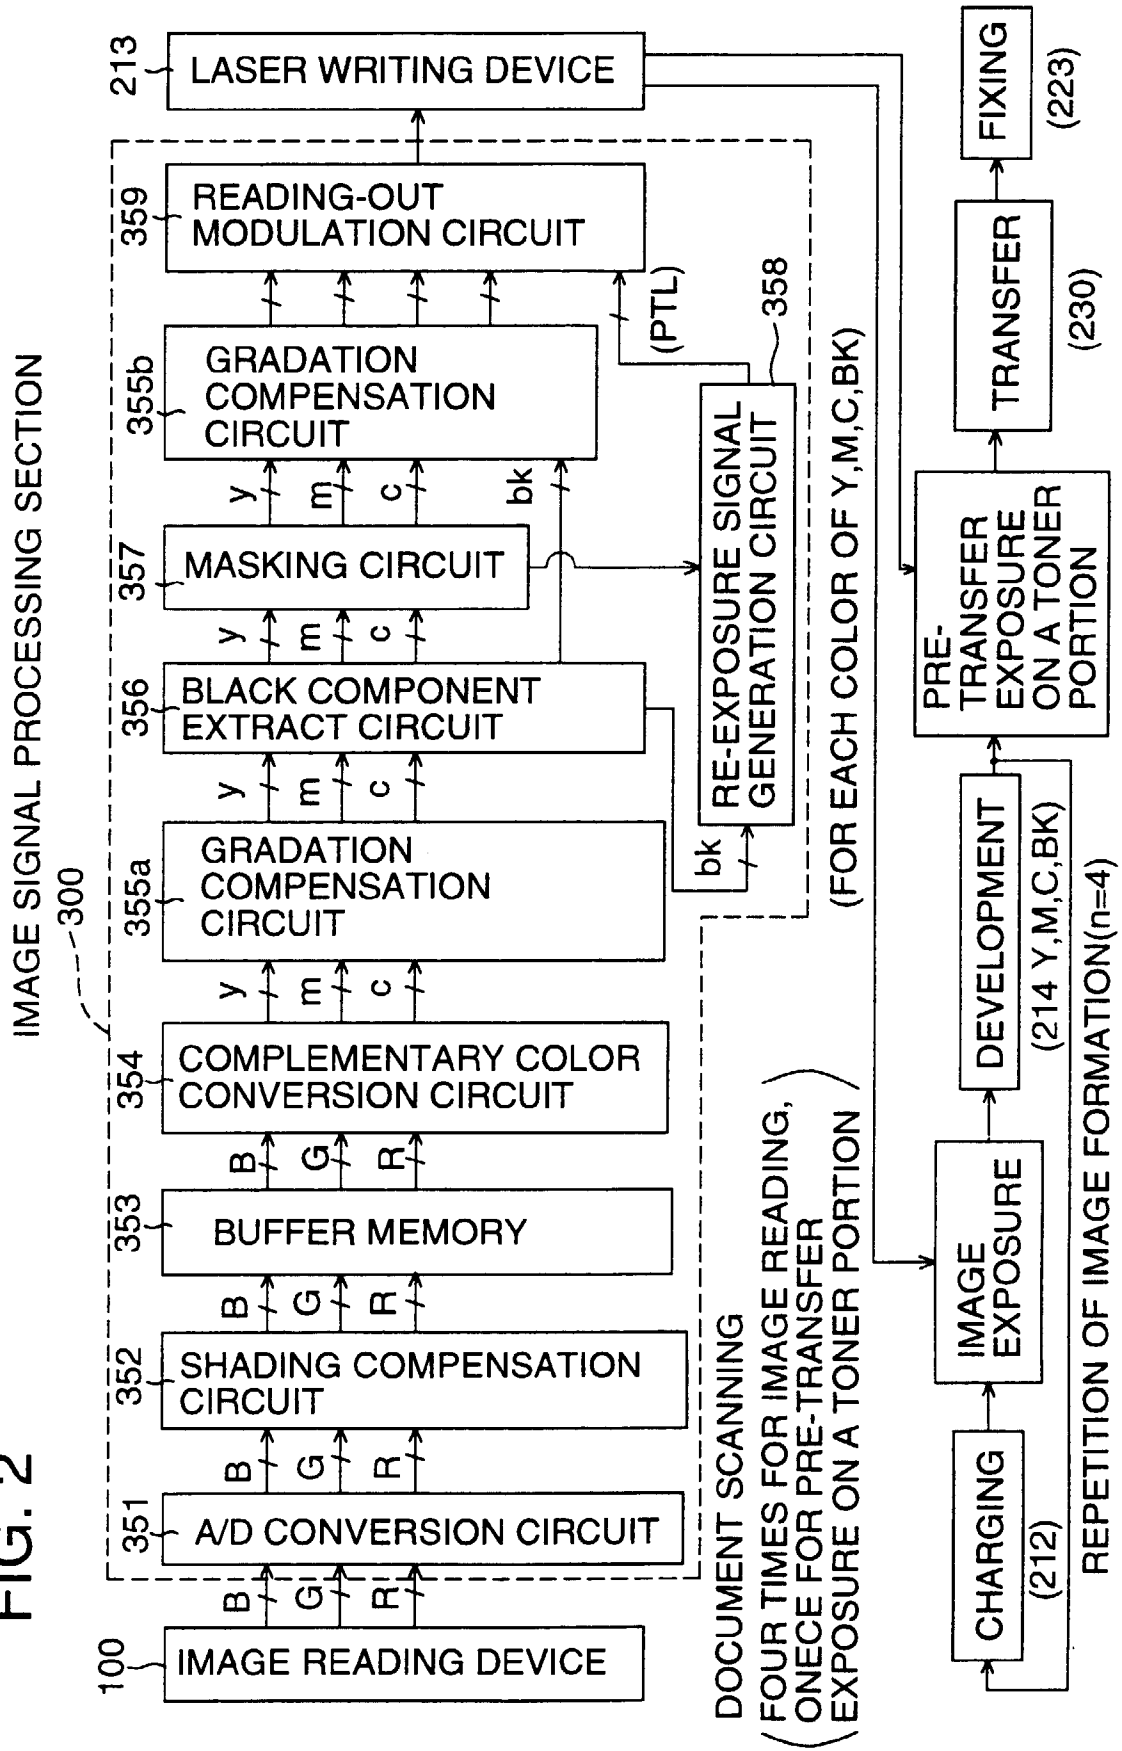 FIG. 2
IMAGE SIGNAL PROCESSING SECTION
300
100
IMAGE READING DEVICE
B
G
R
351
A/D CONVERSION CIRCUIT
B
G
R
352
SHADING COMPENSATION
CIRCUIT
B
G
R
353
BUFFER MEMORY
B
G
R
354
COMPLEMENTARY COLOR
CONVERSION CIRCUIT
y
m
c
355a
GRADATION
COMPENSATION
CIRCUIT
y
m
c
356
BLACK COMPONENT
EXTRACT CIRCUIT
y
m
c
357
MASKING CIRCUIT
y
m
c
bk
355b
GRADATION
COMPENSATION
CIRCUIT
359
READING-OUT
MODULATION CIRCUIT
213
LASER WRITING DEVICE
bk
RE-EXPOSURE SIGNAL
GENERATION CIRCUIT
358
(PTL)
(FOR EACH COLOR OF Y,M,C,BK)
DOCUMENT SCANNING
(FOUR TIMES FOR IMAGE READING,
ONECE FOR PRE-TRANSFER
EXPOSURE ON A TONER PORTION)
CHARGING
(212)
IMAGE
EXPOSURE
DEVELOPMENT
(214 Y,M,C,BK)
PRE-
TRANSFER
EXPOSURE
ON A TONER
PORTION
TRANSFER
(230)
FIXING
(223)
REPETITION OF IMAGE FORMATION(n=4)